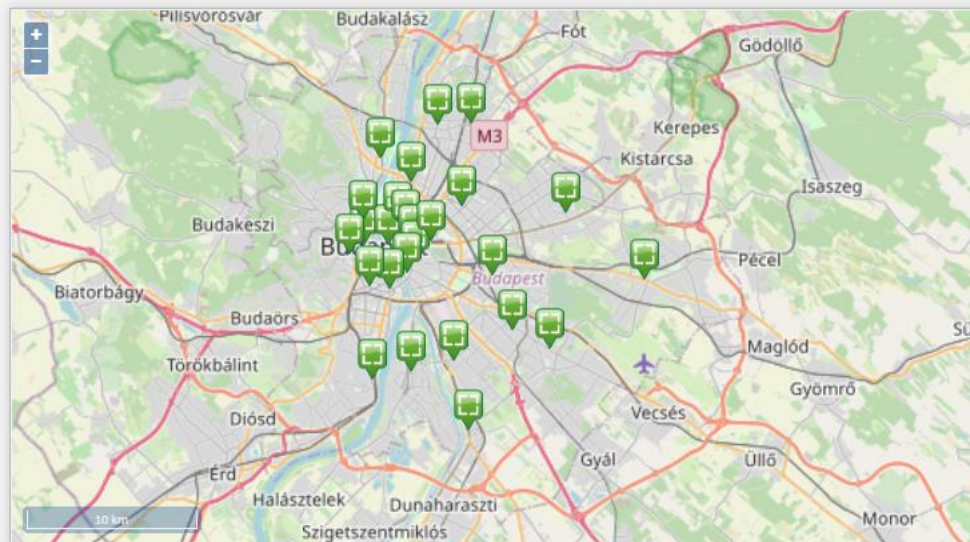 Pilisvörösvár
Budakalász
Fót
Gödöllő
+
−
M3
Kerepes
Kistarcsa
Isaszeg
Budakeszi
Budapest
Pécel
Biatorbágy
Budaörs
Maglód
Törökbálint
Gyömrő
Diósd
Vecsés
Gyál
Üllő
Érd
Halásztelek
Dunaharaszti
10 km
Monor
Szigetszentmiklós